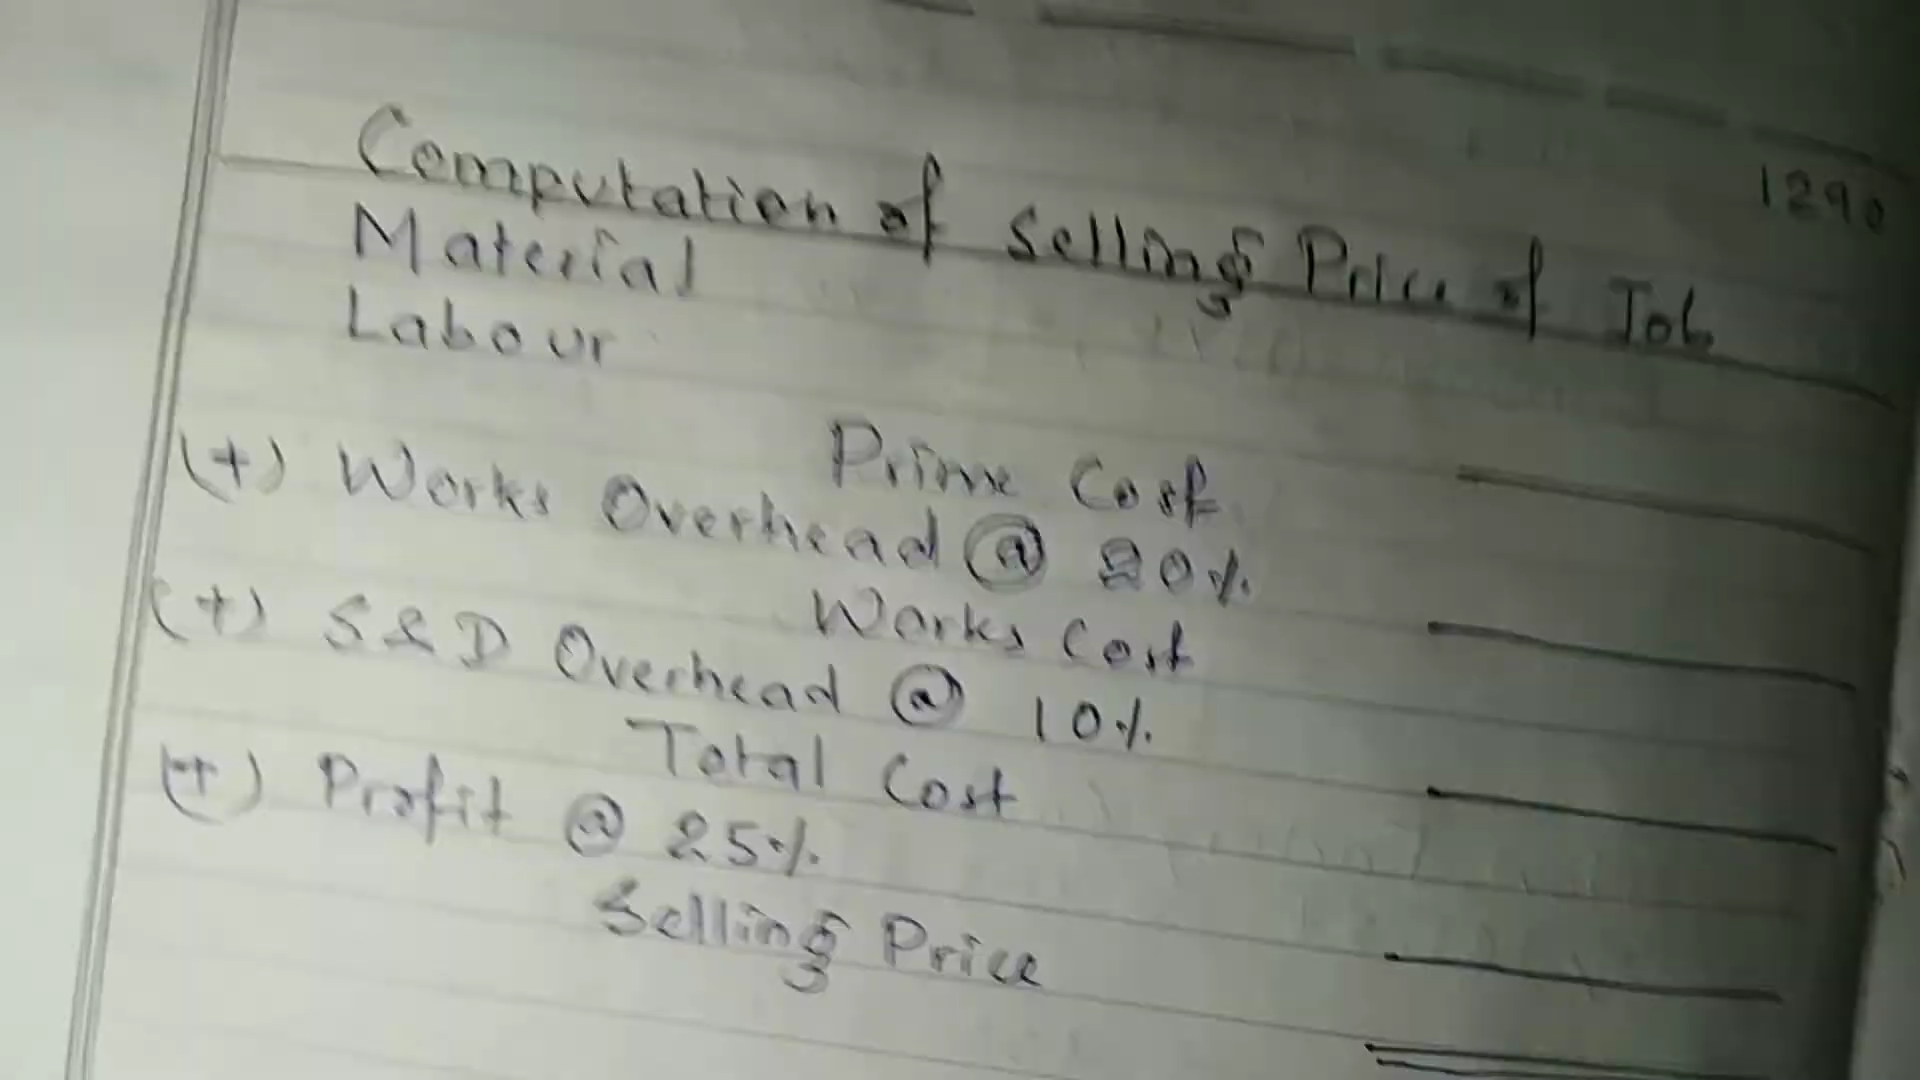 1290
Computation of Selling Price of Job
Material
Labour
Prime Cost
(+) Works Overhead @ 20%
Works Cost
(+) S & D Overhead @ 10%
Total Cost
(+) Profit @ 25%
Selling Price